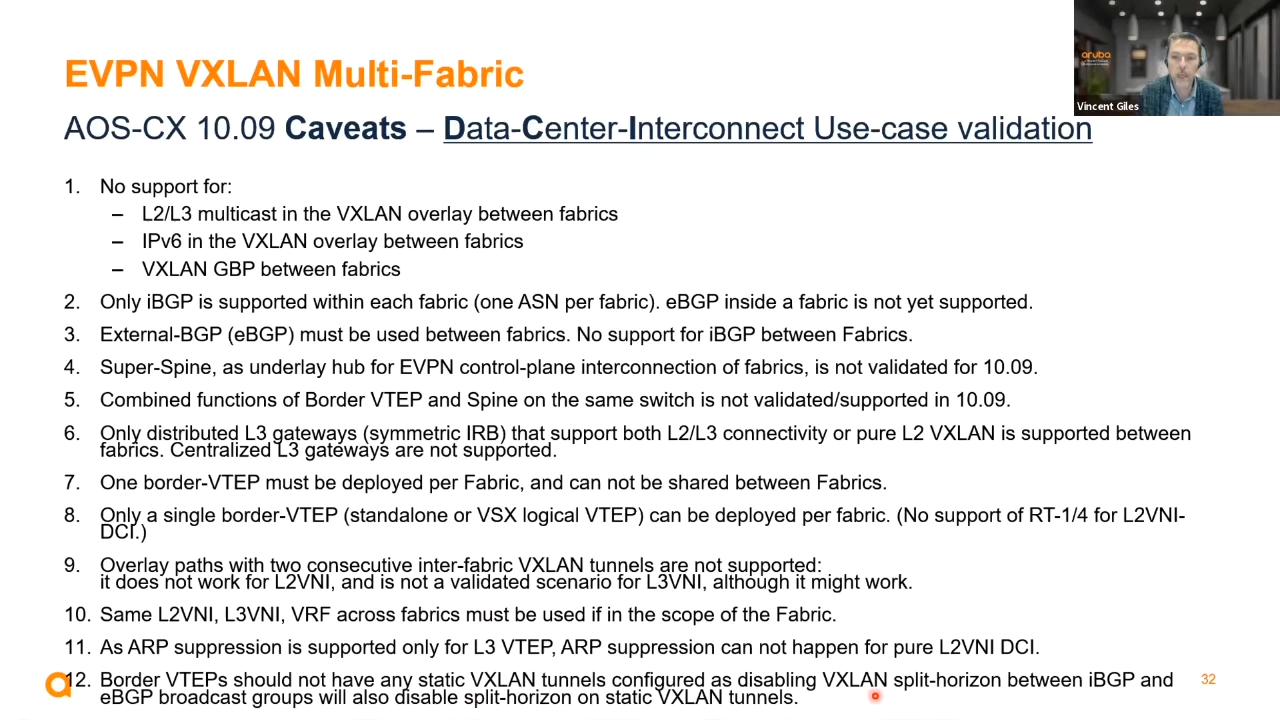 aruba
Vincent Giles
EVPN VXLAN Multi-Fabric
AOS-CX 10.09 Caveats – Data-Center-Interconnect Use-case validation
1. No support for:
– L2/L3 multicast in the VXLAN overlay between fabrics
– IPv6 in the VXLAN overlay between fabrics
– VXLAN GBP between fabrics
2. Only iBGP is supported within each fabric (one ASN per fabric). eBGP inside a fabric is not yet supported.
3. External-BGP (eBGP) must be used between fabrics. No support for iBGP between Fabrics.
4. Super-Spine, as underlay hub for EVPN control-plane interconnection of fabrics, is not validated for 10.09.
5. Combined functions of Border VTEP and Spine on the same switch is not validated/supported in 10.09.
6. Only distributed L3 gateways (symmetric IRB) that support both L2/L3 connectivity or pure L2 VXLAN is supported between
fabrics. Centralized L3 gateways are not supported.
7. One border-VTEP must be deployed per Fabric, and can not be shared between Fabrics.
8. Only a single border-VTEP (standalone or VSX logical VTEP) can be deployed per fabric. (No support of RT-1/4 for L2VNI-
DCI.)
9. Overlay paths with two consecutive inter-fabric VXLAN tunnels are not supported:
it does not work for L2VNI, and is not a validated scenario for L3VNI, although it might work.
10. Same L2VNI, L3VNI, VRF across fabrics must be used if in the scope of the Fabric.
11. As ARP suppression is supported only for L3 VTEP, ARP suppression can not happen for pure L2VNI DCI.
12. Border VTEPs should not have any static VXLAN tunnels configured as disabling VXLAN split-horizon between iBGP and
eBGP broadcast groups will also disable split-horizon on static VXLAN tunnels.
32